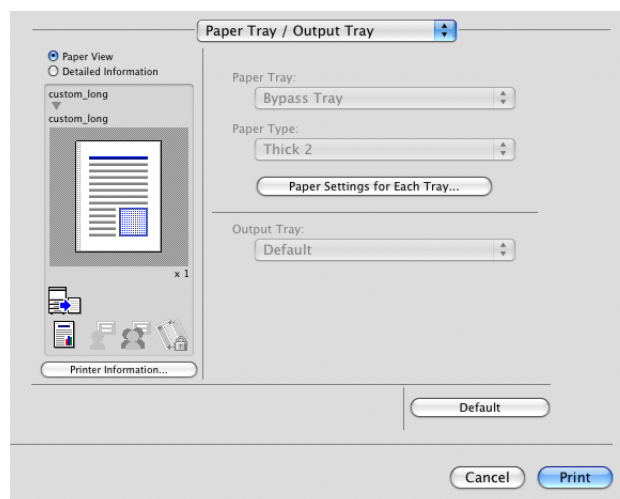 Paper Tray / Output Tray
Paper View
Detailed Information
custom_long
custom_long
x 1
Printer Information...
Paper Tray:
Bypass Tray
Paper Type:
Thick 2
Paper Settings for Each Tray...
Output Tray:
Default
Default
Cancel
Print